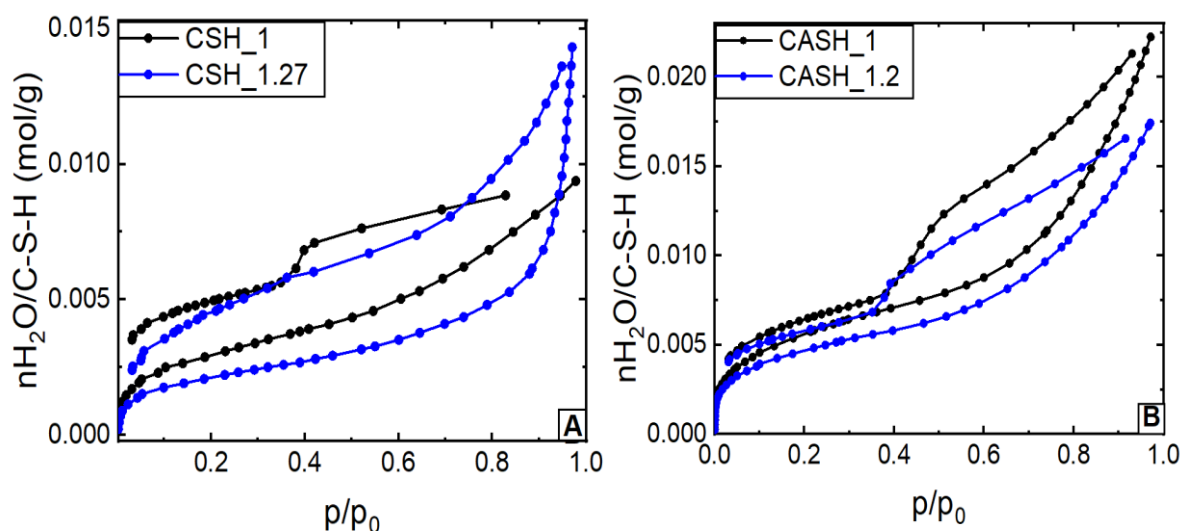 0.015
0.010
0.005
0.000
nH₂O/C-S-H (mol/g)
CSH_1
CSH_1.27
A
0.2 0.4 0.6 0.8 1.0
p/p₀
0.020
0.015
0.010
0.005
0.000
nH₂O/C-S-H (mol/g)
CASH_1
CASH_1.2
B
0.0 0.2 0.4 0.6 0.8 1.0
p/p₀